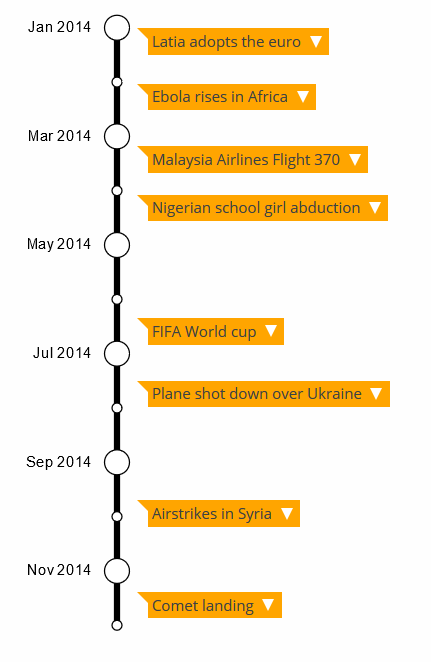 Jan 2014
Latia adopts the euro
Ebola rises in Africa
Mar 2014
Malaysia Airlines Flight 370
Nigerian school girl abduction
May 2014
FIFA World cup
Jul 2014
Plane shot down over Ukraine
Sep 2014
Airstrikes in Syria
Nov 2014
Comet landing